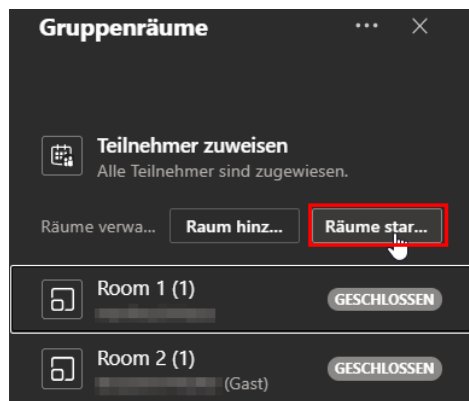 Gruppenräume
Teilnehmer zuweisen
Alle Teilnehmer sind zugewiesen.
Räume verwa... Raum hinz... Räume star...
Room 1 (1) GESCHLOSSEN
Room 2 (1) GESCHLOSSEN
(Gast)